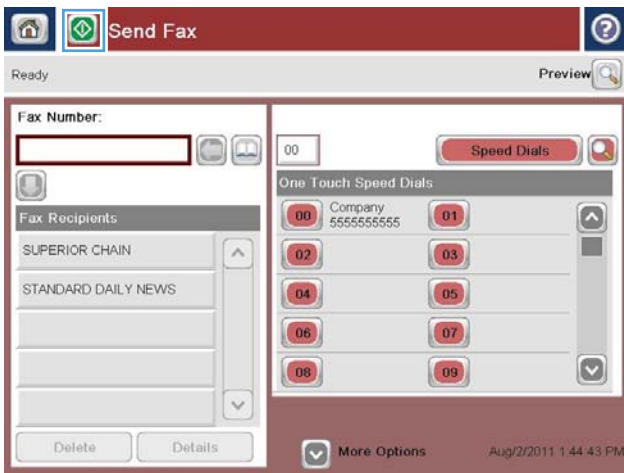 Send Fax
Ready
Preview
Fax Number:
00
Speed Dials
One Touch Speed Dials
Fax Recipients
00 Company 01
5555555555
SUPERIOR CHAIN
02 03
STANDARD DAILY NEWS
04 05
06 07
08 09
Delete Details
More Options
Aug/2/2011 1:44:43 PM